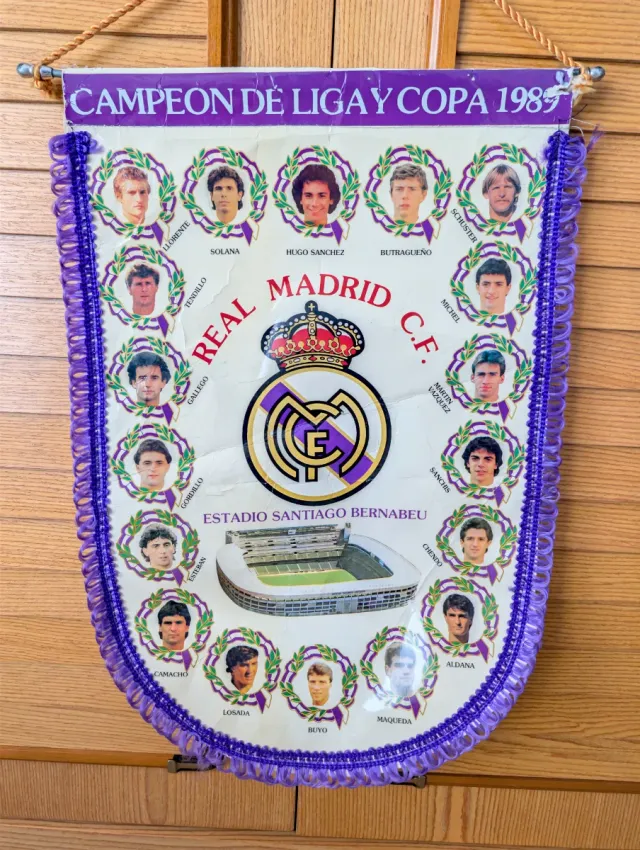 CAMPEON DE LIGA Y COPA 1989
LLORENTE
SOLANA
HUGO SANCHEZ
BUTRAGUEÑO
SCHUSTER
TENDILLO
MICHEL
REAL MADRID C.F.
GALLEGO
MARTIN
VAZQUEZ
GORDILLO
SANCHIS
ESTADIO SANTIAGO BERNABEU
ESTEBAN
CHENDO
CAMACHO
ALDANA
LOSADA
BUYO
MAQUEDA